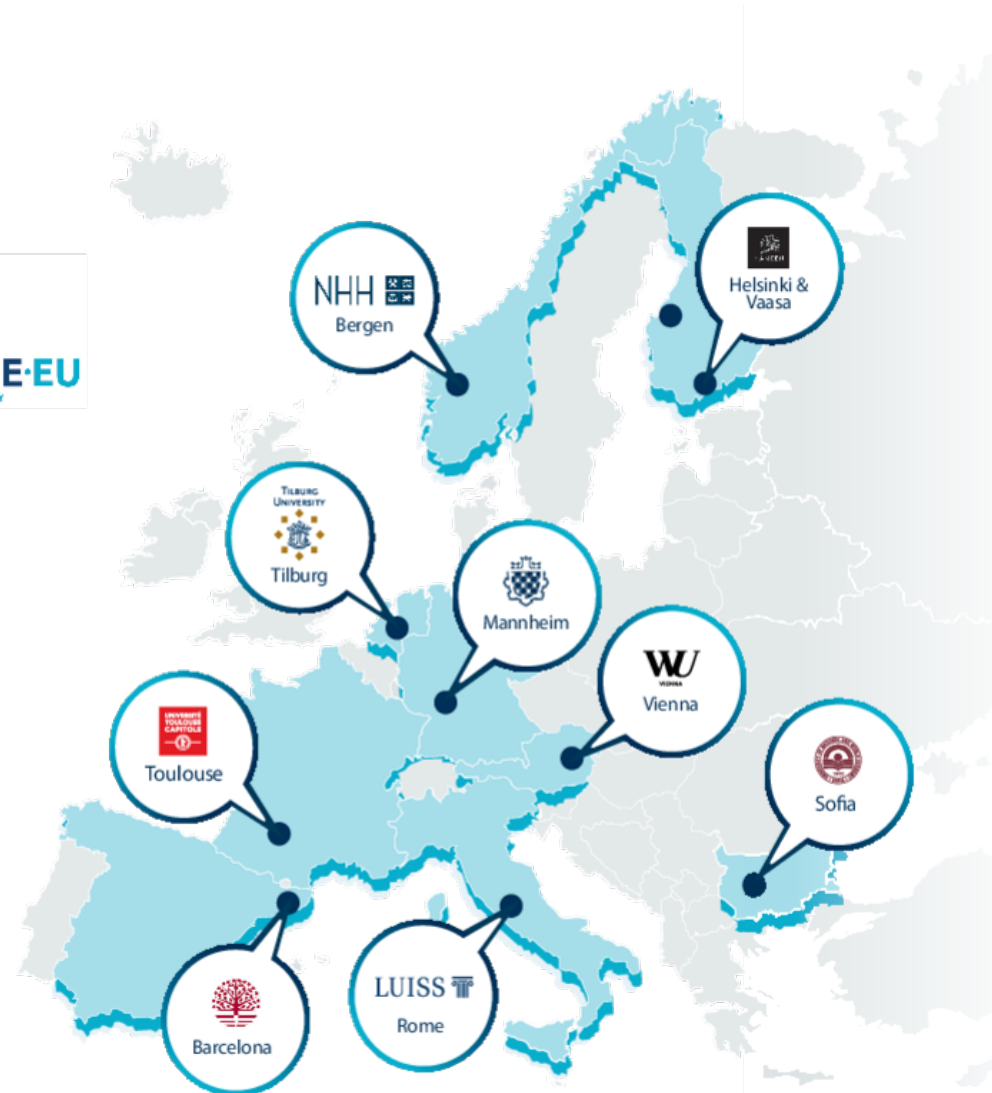 NHH
Bergen
HANKEN
Helsinki &
Vaasa
E·EU
TILBURG
UNIVERSITY
Tilburg
Mannheim
WU
VIENNA
Vienna
UNIVERSITÉ
TOULOUSE
CAPITOLE
Toulouse
Sofia
LUISS
Rome
Barcelona